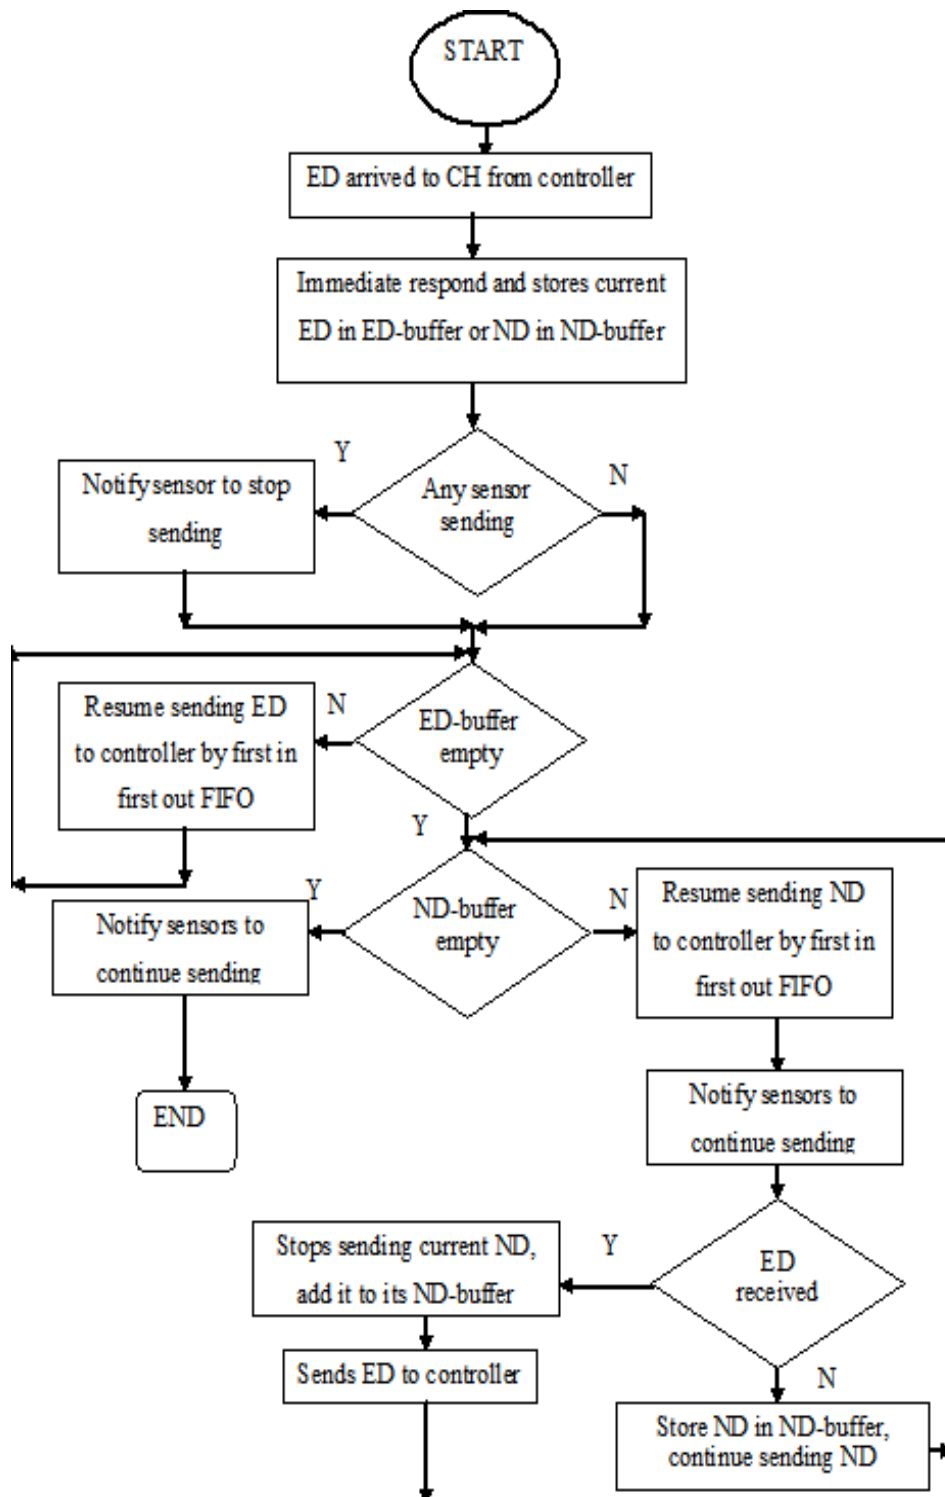 START
ED arrived to CH from controller
Immediate respond and stores current
ED in ED-buffer or ND in ND-buffer
Y
N
Notify sensor to stop
sending
Any sensor
sending
N
Resume sending ED
to controller by first in
first out FIFO
ED-buffer
empty
Y
Y
N
Notify sensors to
continue sending
ND-buffer
empty
Resume sending ND
to controller by first in
first out FIFO
END
Notify sensors to
continue sending
Y
Stops sending current ND,
add it to its ND-buffer
ED
received
Sends ED to controller
N
Store ND in ND-buffer,
continue sending ND